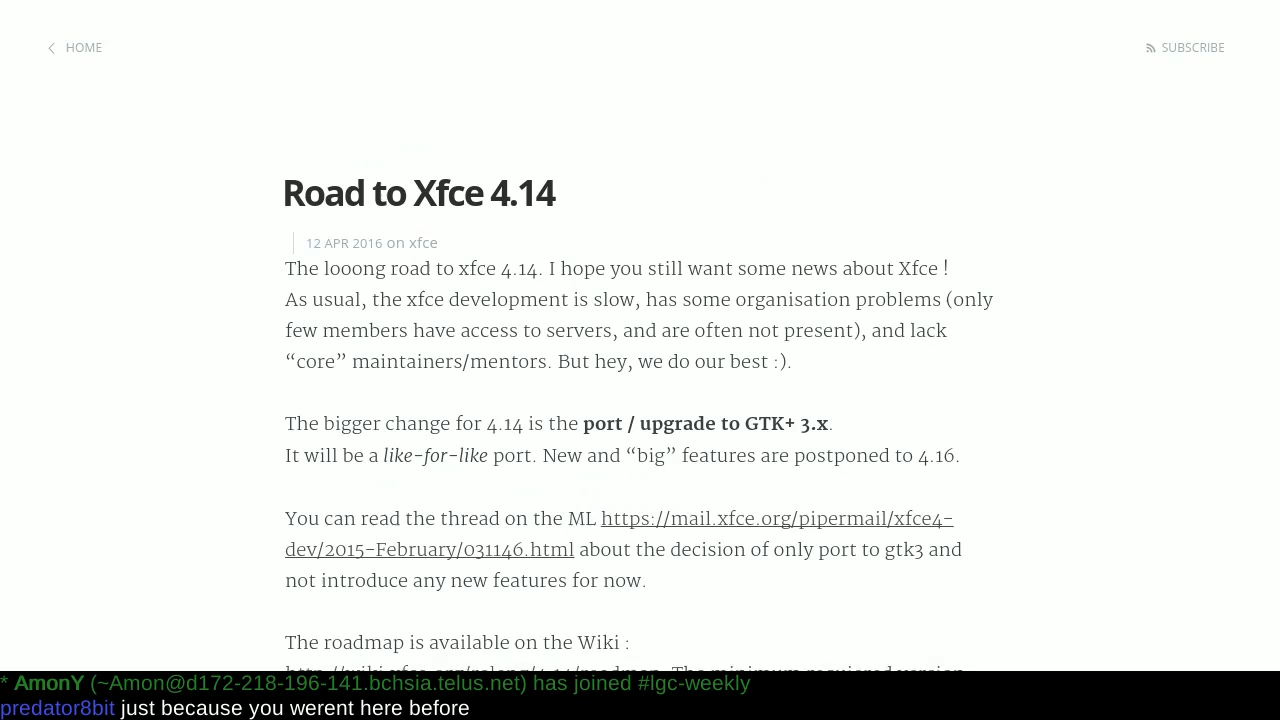 HOME
SUBSCRIBE
Road to Xfce 4.14
12 APR 2016 on xfce
The looong road to xfce 4.14. I hope you still want some news about Xfce !
As usual, the xfce development is slow, has some organisation problems (only
few members have access to servers, and are often not present), and lack
“core” maintainers/mentors. But hey, we do our best :).
The bigger change for 4.14 is the port / upgrade to GTK+ 3.x.
It will be a like-for-like port. New and “big” features are postponed to 4.16.
You can read the thread on the ML https://mail.xfce.org/pipermail/xfce4-
dev/2015-February/031146.html about the decision of only port to gtk3 and
not introduce any new features for now.
The roadmap is available on the Wiki :
* AmonY (~Amon@d172-218-196-141.bchsia.telus.net) has joined #lgc-weekly
predator8bit just because you werent here before